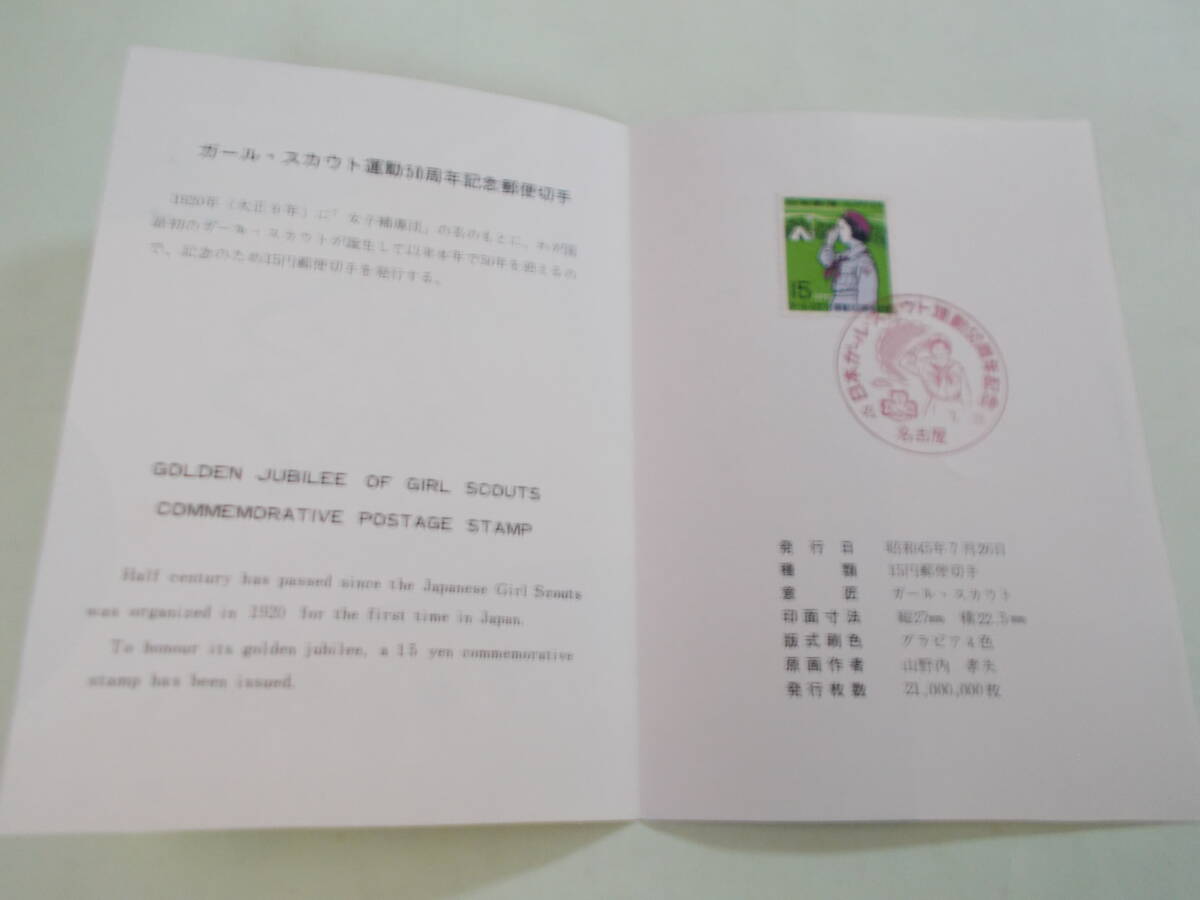 ガール・スカウト運動50周年記念郵便切手
1920年(大正9年)に「女子補導団」の名のもとに、わが国
最初のガール・スカウトが誕生して以来本年で50年を迎えるの
で、記念のため15円郵便切手を発行する。
GOLDEN JUBILEE OF GIRL SCOUTS
COMMEMORATIVE POSTAGE STAMP
Half century has passed since the Japanese Girl Scouts
was organized in 1920 for the first time in Japan.
To honour its golden jubilee, a 15 yen commemorative
stamp has been issued.
日本郵便
15
日本ガールスカウト運動50周年記念
名古屋
発行日 昭和45年7月26日
種類 15円郵便切手
意匠 ガール・スカウト
印面寸法 縦27mm 横22.5mm
版式刷色 グラビア4色
原画作者 山野内 孝夫
発行枚数 21,000,000枚